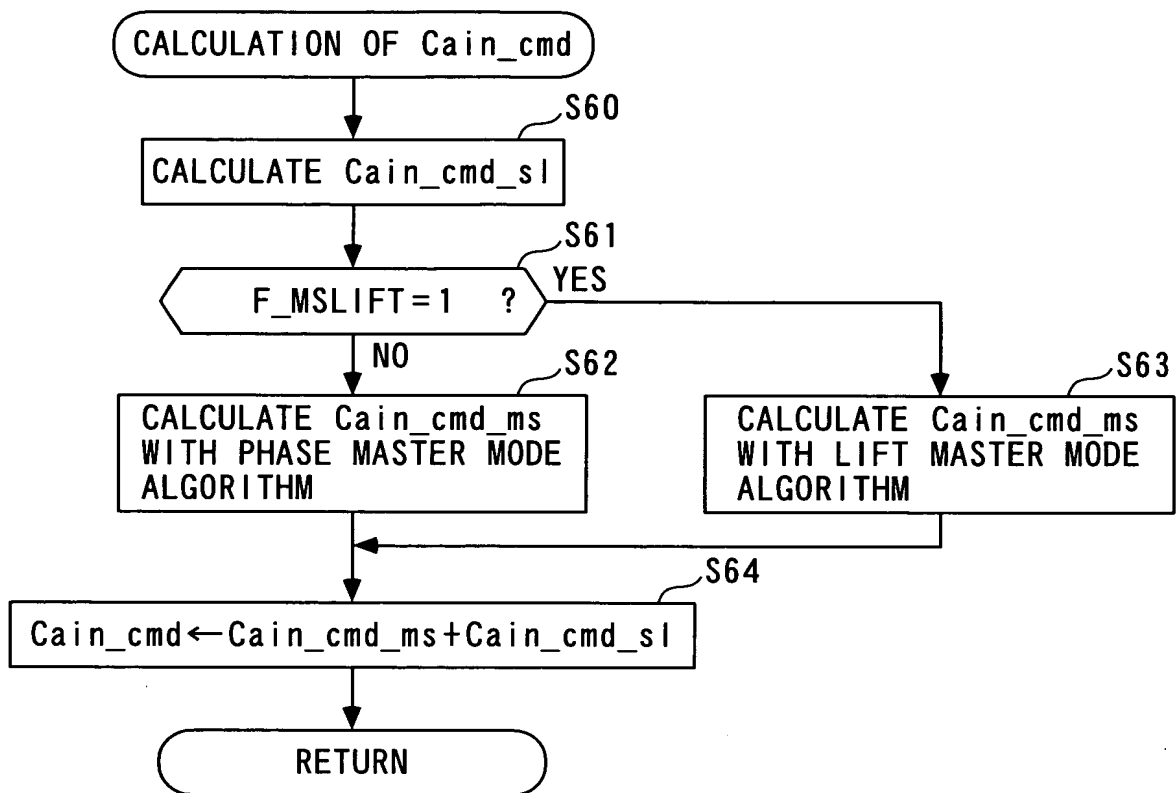 CALCULATION OF Cain_cmd
S60
CALCULATE Cain_cmd_sl
S61
F_MSLIFT=1 ?
YES
NO
S62
CALCULATE Cain_cmd_ms
WITH PHASE MASTER MODE
ALGORITHM
S63
CALCULATE Cain_cmd_ms
WITH LIFT MASTER MODE
ALGORITHM
S64
Cain_cmd←Cain_cmd_ms+Cain_cmd_sl
RETURN